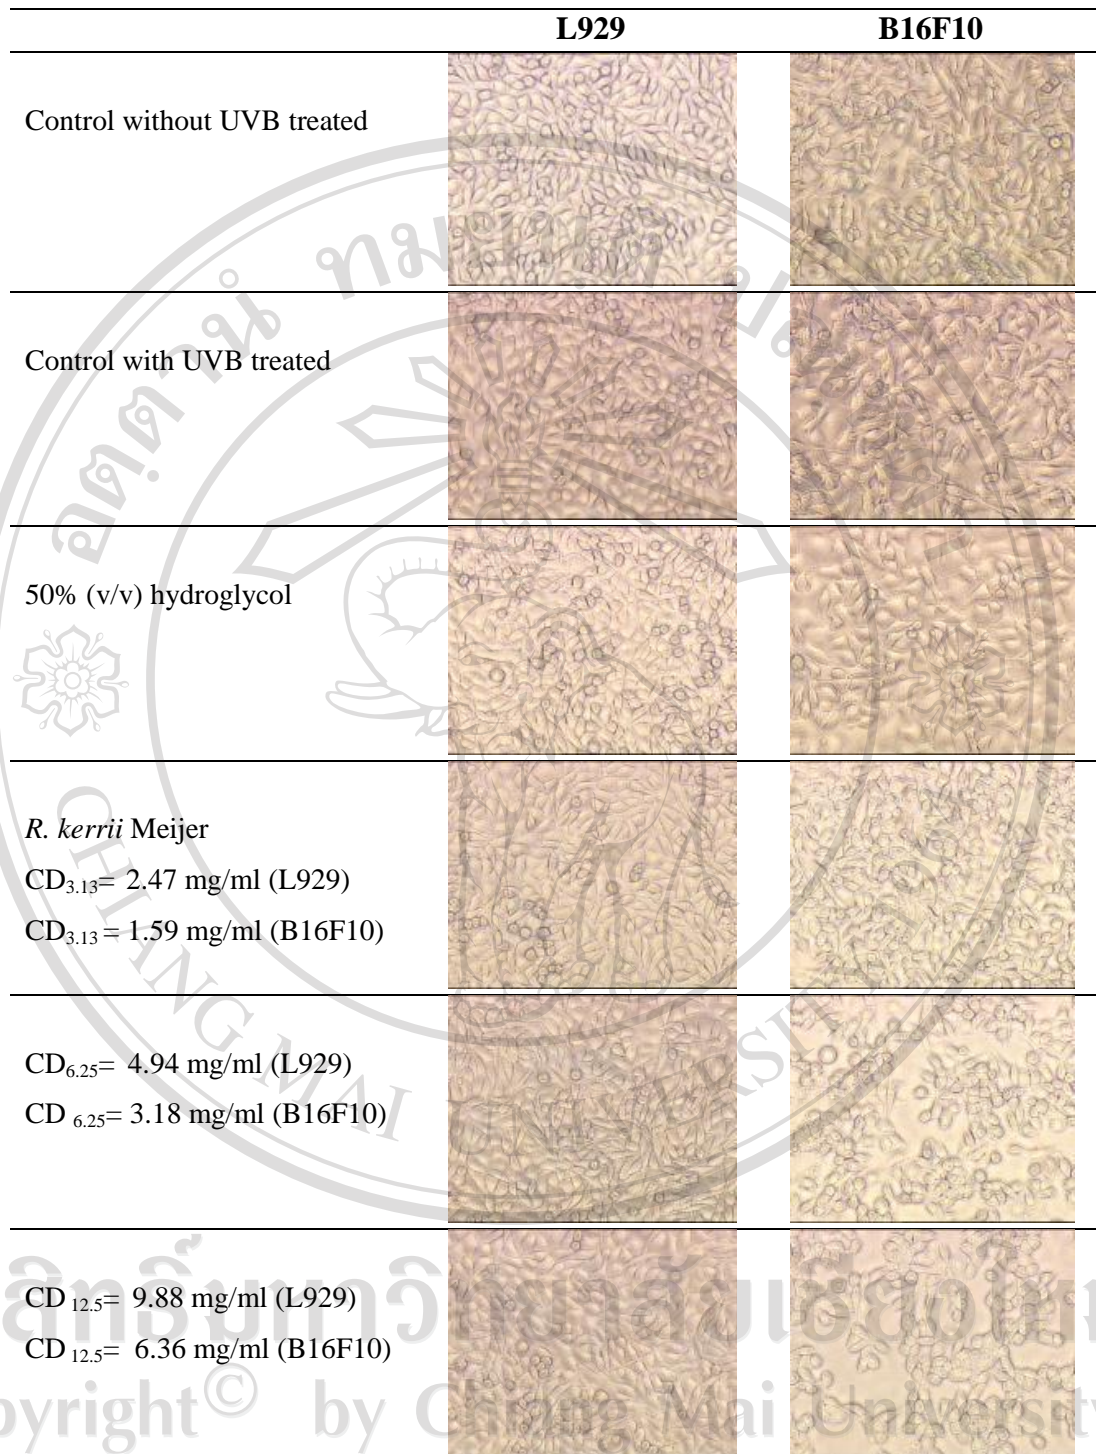 L929 B16F10
Control without UVB treated
Control with UVB treated
50% (v/v) hydroglycol
R. kerrii Meijer
CD3.13= 2.47 mg/ml (L929)
CD3.13 = 1.59 mg/ml (B16F10)
CD6.25= 4.94 mg/ml (L929)
CD 6.25= 3.18 mg/ml (B16F10)
CD 12.5= 9.88 mg/ml (L929)
CD 12.5= 6.36 mg/ml (B16F10)
CHIANG MAI
by Chiang Mai University